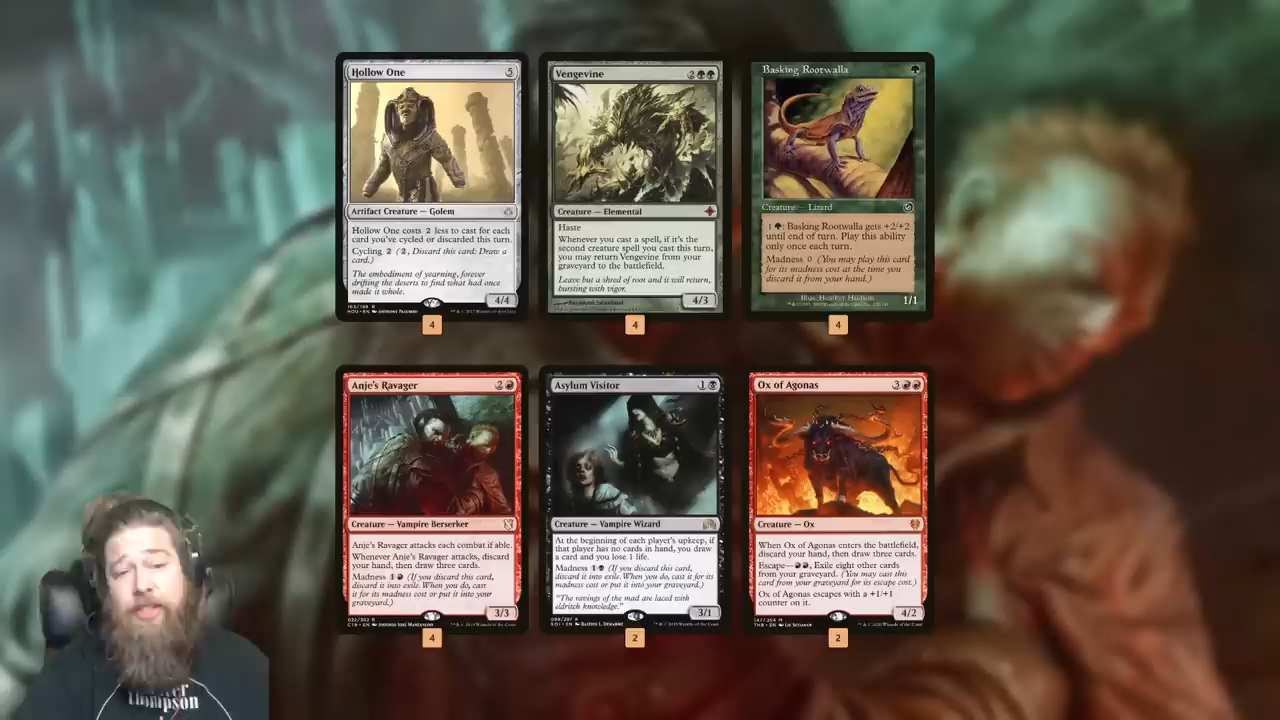 Hollow One 5
Artifact Creature — Golem
Hollow One costs 2 less to cast for each
card you've cycled or discarded this turn.
Cycling 2 (2, Discard this card: Draw a
card.)
The embodiment of yearning, forever
drifting the deserts to find what had once
made it whole.
4/4
4
Vengevine 2
Creature — Elemental
Haste
Whenever you cast a spell, if it's the
second creature spell you cast this turn,
you may return Vengevine from your
graveyard to the battlefield.
Leave but a shred of root and it will return,
bursting with vigor.
4/3
4
Basking Rootwalla
Creature — Lizard
1 : Basking Rootwalla gets +2/+2
until end of turn. Play this ability
only once each turn.
Madness 0 (You may play this card
for its madness cost at the time you
discard it from your hand.)
Illus. Heather Hudson
1/1
4
Anje's Ravager 2
Creature — Vampire Berserker
Anje's Ravager attacks each combat if able.
Whenever Anje's Ravager attacks, discard
your hand, then draw three cards.
Madness 1 (If you discard this card,
discard it into exile. When you do, cast it
for its madness cost or put it into your
graveyard.)
3/3
4
Asylum Visitor 1
Creature — Vampire Wizard
At the beginning of each player's upkeep, if
that player has no cards in hand, you draw
a card and you lose 1 life.
Madness 1 (If you discard this card,
discard it into exile. When you do, cast it for its
madness cost or put it into your graveyard.)
"The ravings of the mad are laced with
eldritch knowledge."
3/1
2
Ox of Agonas 3
Creature — Ox
When Ox of Agonas enters the battlefield,
discard your hand, then draw three cards.
Escape—, Exile eight other cards
from your graveyard. (You may cast this
card from your graveyard for its escape cost.)
Ox of Agonas escapes with a +1/+1
counter on it.
4/2
2
Thompson